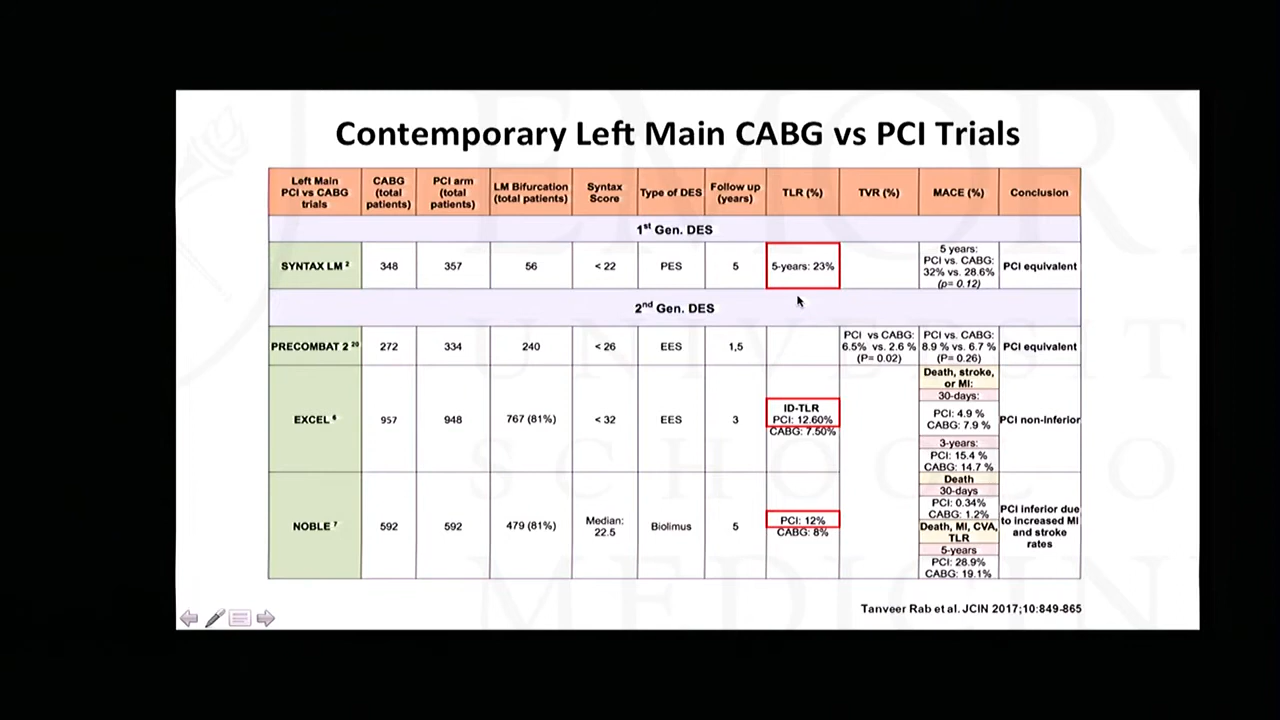 Contemporary Left Main CABG vs PCI Trials
Left Main PCI vs CABG trials | CABG (total patients) | PCI arm (total patients) | LM Bifurcation (total patients) | Syntax Score | Type of DES | Follow up (years) | TLR (%) | TVR (%) | MACE (%) | Conclusion
1st Gen. DES
SYNTAX LM 2 | 348 | 357 | 56 | < 22 | PES | 5 | 5-years: 23% | | 5 years: PCI vs. CABG: 32% vs. 28.6% (p= 0.12) | PCI equivalent
2nd Gen. DES
PRECOMBAT 2 20 | 272 | 334 | 240 | < 26 | EES | 1,5 | | PCI vs CABG: 6.5% vs. 2.6 % (P= 0.02) | PCI vs. CABG: 8.9 % vs. 6.7 % (P= 0.26) | PCI equivalent
EXCEL 6 | 957 | 948 | 767 (81%) | < 32 | EES | 3 | ID-TLR PCI: 12.60% CABG: 7.50% | | Death, stroke, or MI: 30-days: PCI: 4.9 % CABG: 7.9 % 3-years: PCI: 15.4 % CABG: 14.7 % | PCI non-inferior
NOBLE 7 | 592 | 592 | 479 (81%) | Median: 22.5 | Biolimus | 5 | PCI: 12% CABG: 8% | | Death 30-days PCI: 0.34% CABG: 1.2% Death, MI, CVA, TLR 5-years PCI: 28.9% CABG: 19.1% | PCI inferior due to increased MI and stroke rates
Tanveer Rab et al. JCIN 2017;10:849-865
EMORY
UNIVERSIT
SCHOOL O
MEDICIN